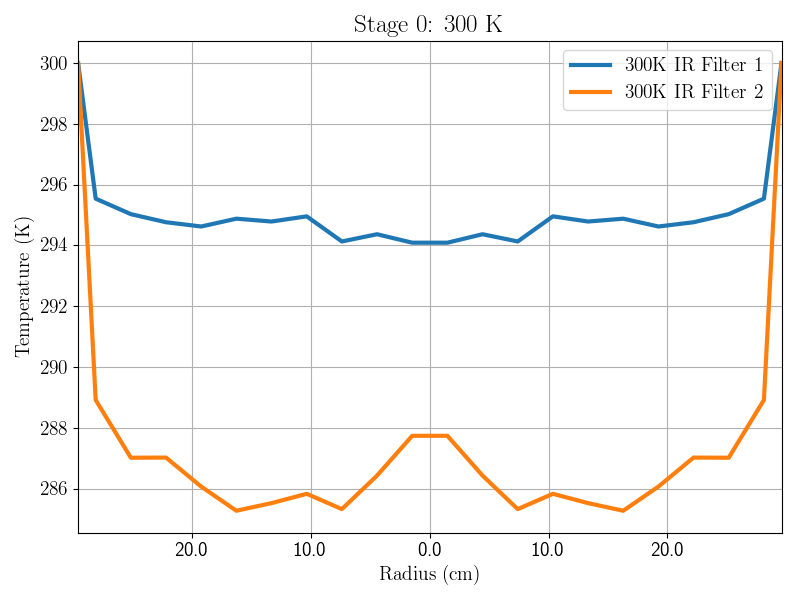 Stage 0: 300 K
300K IR Filter 1
300K IR Filter 2
300
298
296
294
292
290
288
286
Temperature (K)
20.0 10.0 0.0 10.0 20.0
Radius (cm)